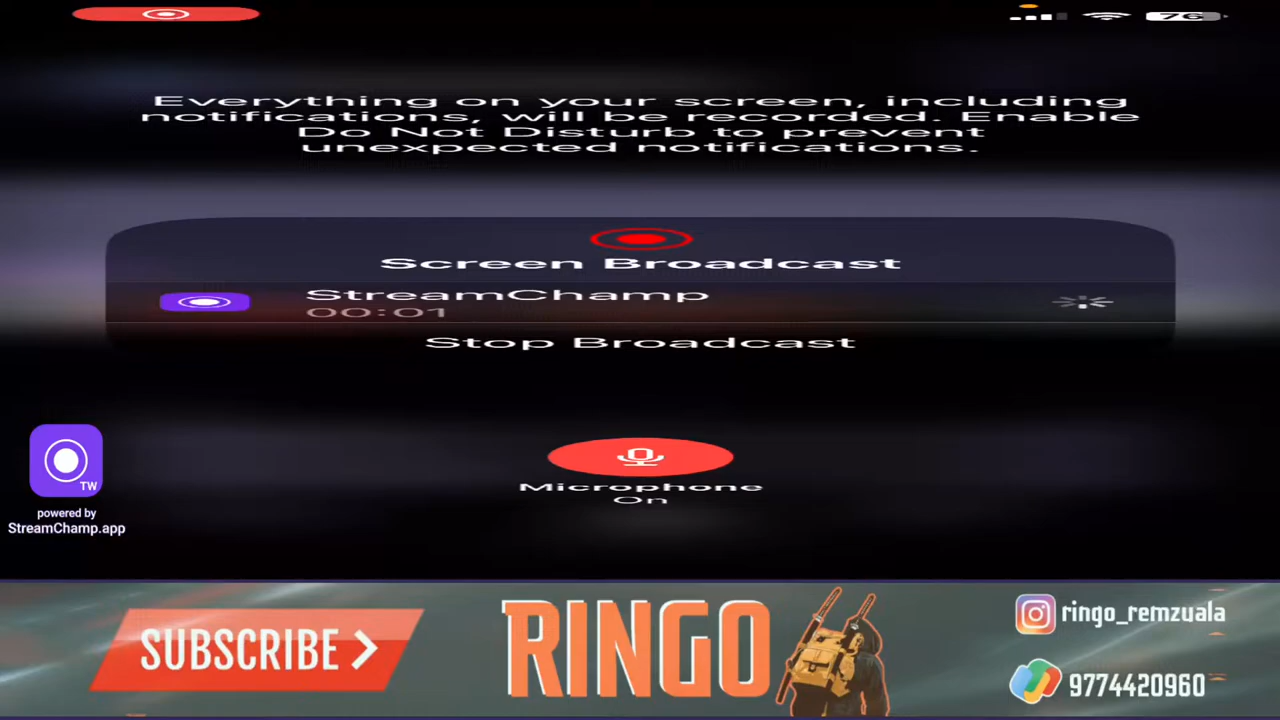 76
Everything on your screen, including
notifications, will be recorded. Enable
Do Not Disturb to prevent
unexpected notifications.
Screen Broadcast
StreamChamp
00:01
Stop Broadcast
Microphone
On
TW
powered by
StreamChamp.app
SUBSCRIBE >
RINGO
ringo_remzuala
9774420960